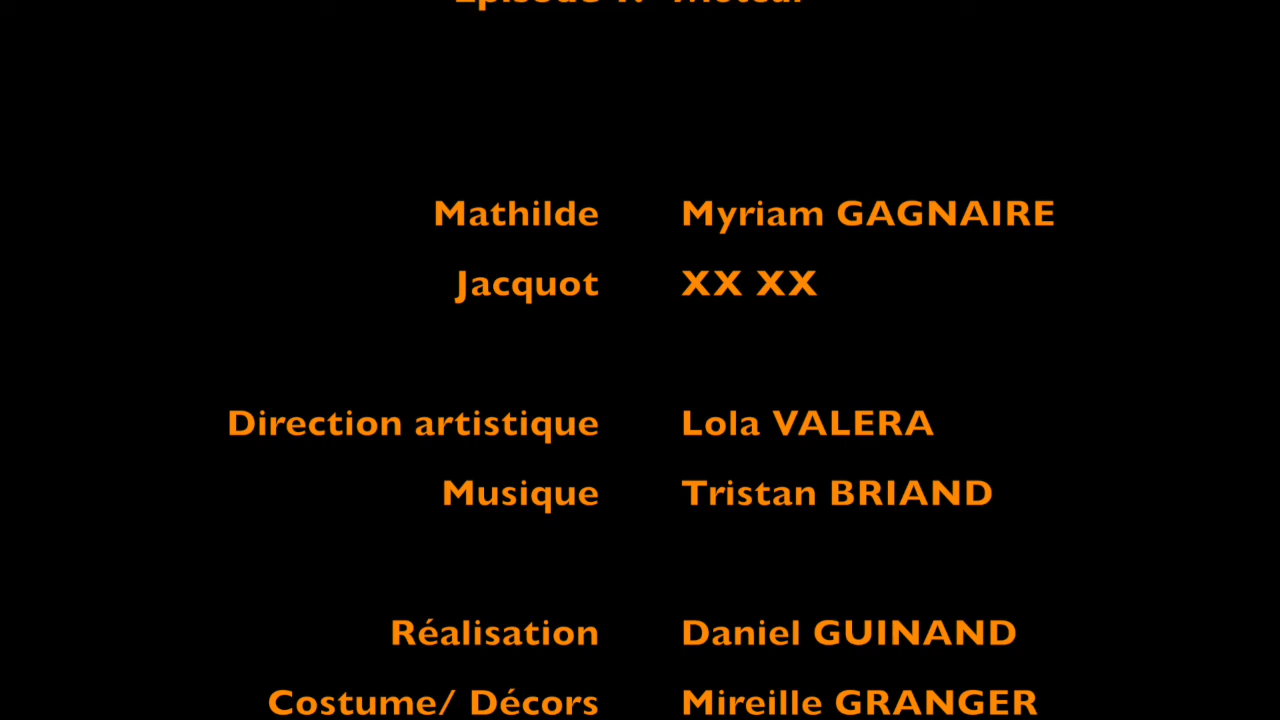 Mathilde Myriam GAGNAIRE
Jacquot XX XX
Direction artistique Lola VALERA
Musique Tristan BRIAND
Réalisation Daniel GUINAND
Costume/ Décors Mireille GRANGER